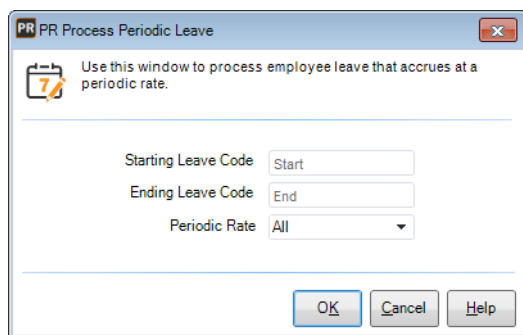 PR PR Process Periodic Leave
7 Use this window to process employee leave that accrues at a
periodic rate.
Starting Leave Code Start
Ending Leave Code End
Periodic Rate All
OK Cancel Help